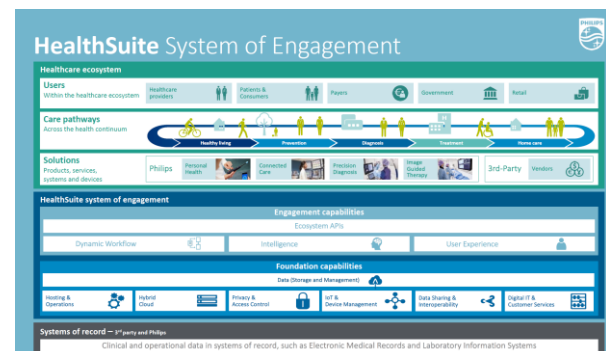 PHILIPS
HealthSuite System of Engagement
Healthcare ecosystem
Users
Within the healthcare ecosystem
Healthcare
providers
Patients &
Consumers
Payers
Government
Retail
Care pathways
Across the health continuum
Healthy living
Prevention
Diagnosis
Treatment
Home care
Solutions
Products, services,
systems and devices
Philips
Personal
Health
Connected
Care
Precision
Diagnosis
Image
Guided
Therapy
3rd-Party
Vendors
HealthSuite system of engagement
Engagement capabilities
Ecosystem APIs
Dynamic Workflow
Intelligence
User Experience
Foundation capabilities
Data (Storage and Management)
Hosting &
Operations
Hybrid
Cloud
Privacy &
Access Control
IoT &
Device Management
Data Sharing &
Interoperability
Digital IT &
Customer Services
Systems of record – 3rd party and Philips
Clinical and operational data in systems of record, such as Electronic Medical Records and Laboratory Information Systems